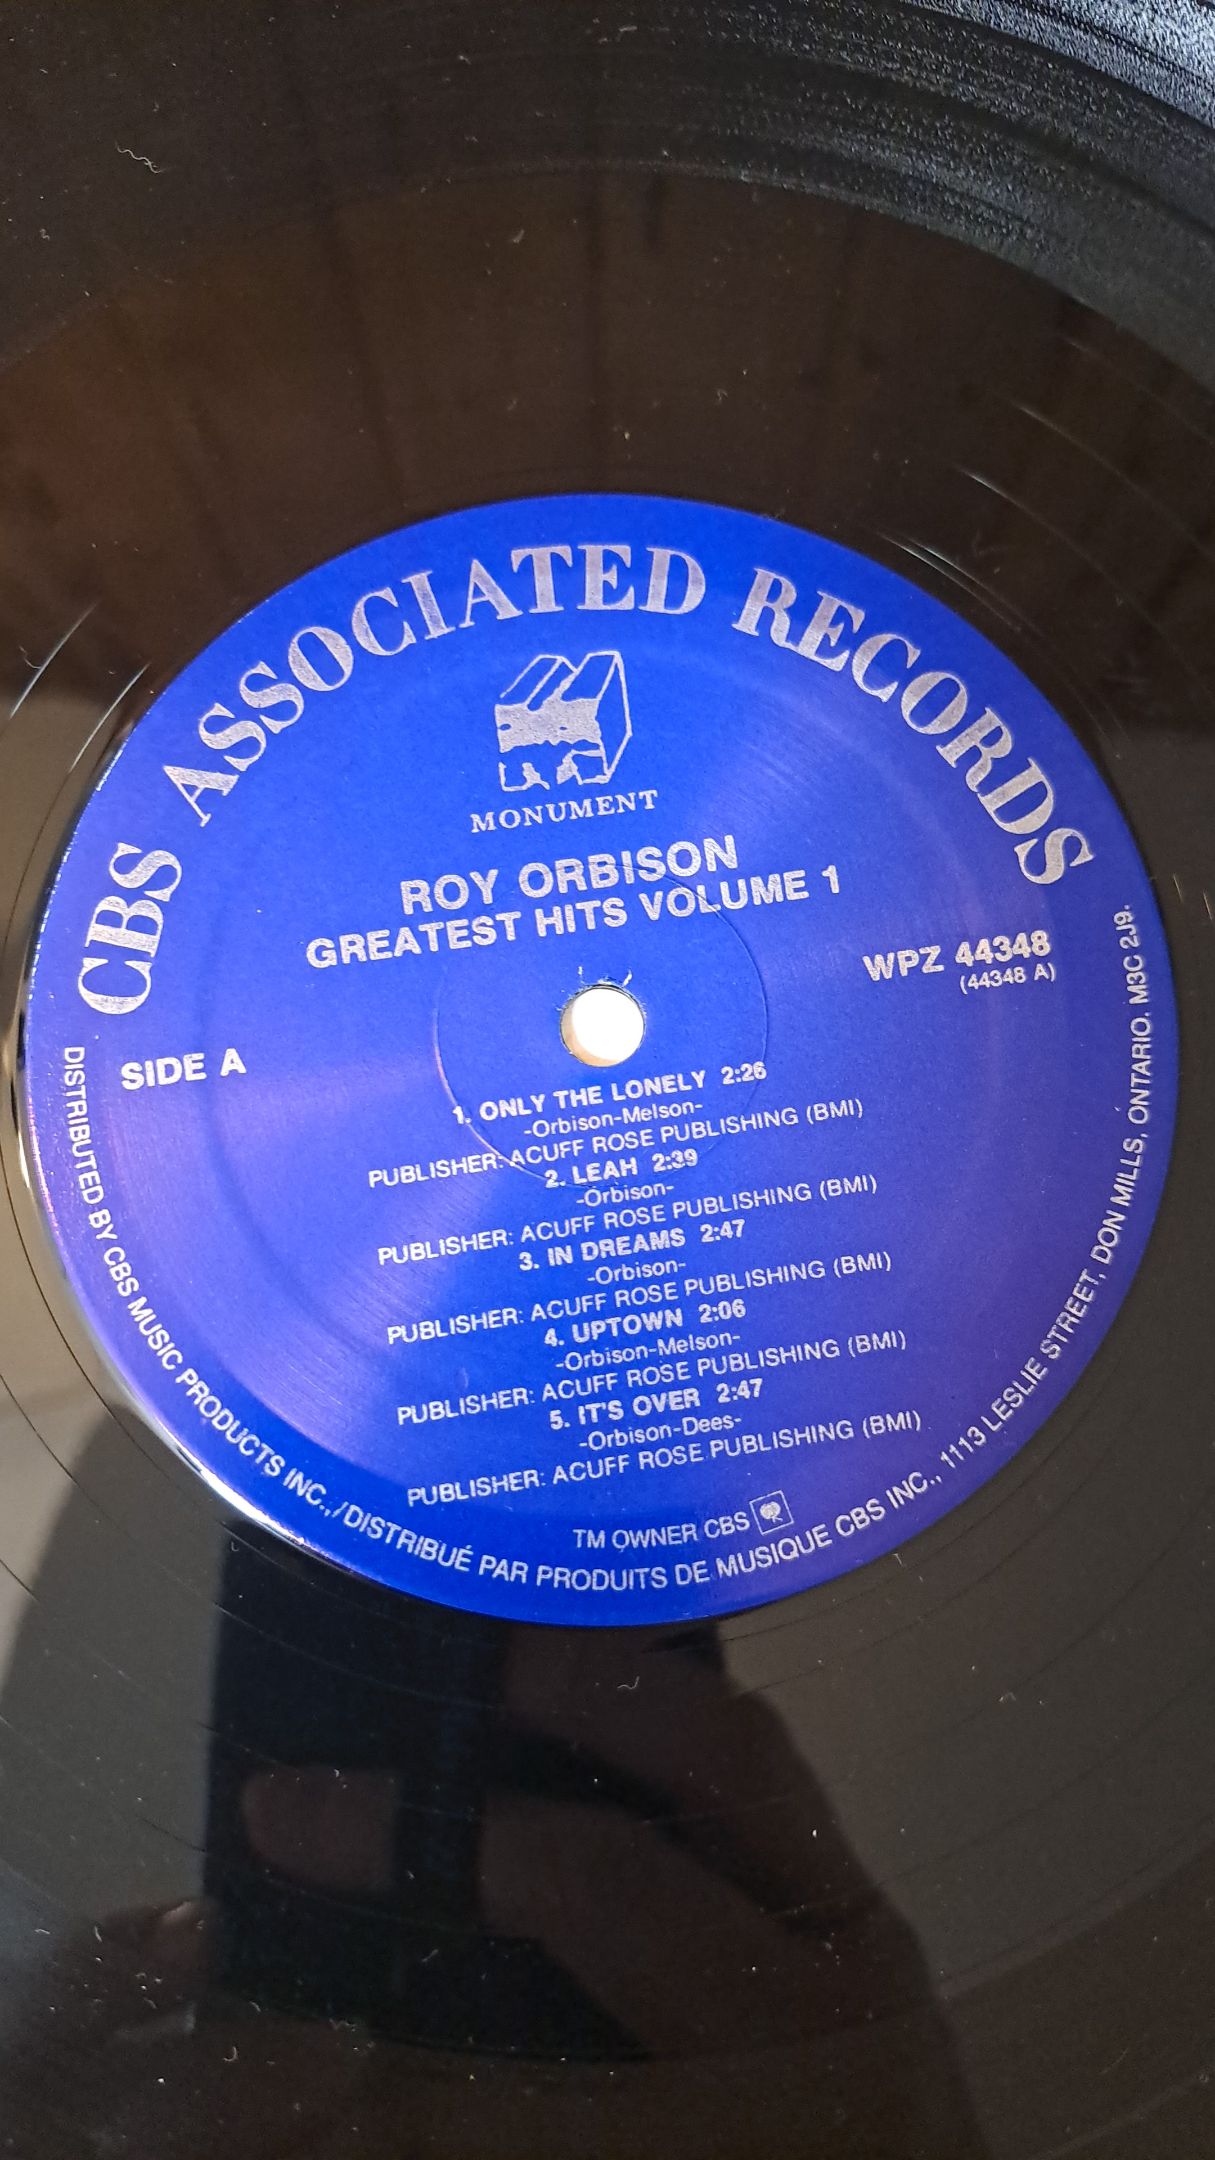 CBS ASSOCIATED RECORDS
MONUMENT
ROY ORBISON
GREATEST HITS VOLUME 1
WPZ 44348
(44348 A)
SIDE A
1. ONLY THE LONELY 2:26
-Orbison-Melson-
PUBLISHER: ACUFF ROSE PUBLISHING (BMI)
2. LEAH 2:39
-Orbison-
PUBLISHER: ACUFF ROSE PUBLISHING (BMI)
3. IN DREAMS 2:47
-Orbison-
PUBLISHER: ACUFF ROSE PUBLISHING (BMI)
4. UPTOWN 2:06
-Orbison-Melson-
PUBLISHER: ACUFF ROSE PUBLISHING (BMI)
5. IT'S OVER 2:47
-Orbison-Dees-
PUBLISHER: ACUFF ROSE PUBLISHING (BMI)
TM OWNER CBS
DISTRIBUTED BY CBS MUSIC PRODUCTS INC., / DISTRIBUÉ PAR PRODUITS DE MUSIQUE CBS INC., 1113 LESLIE STREET, DON MILLS, ONTARIO. M3C 2J9.